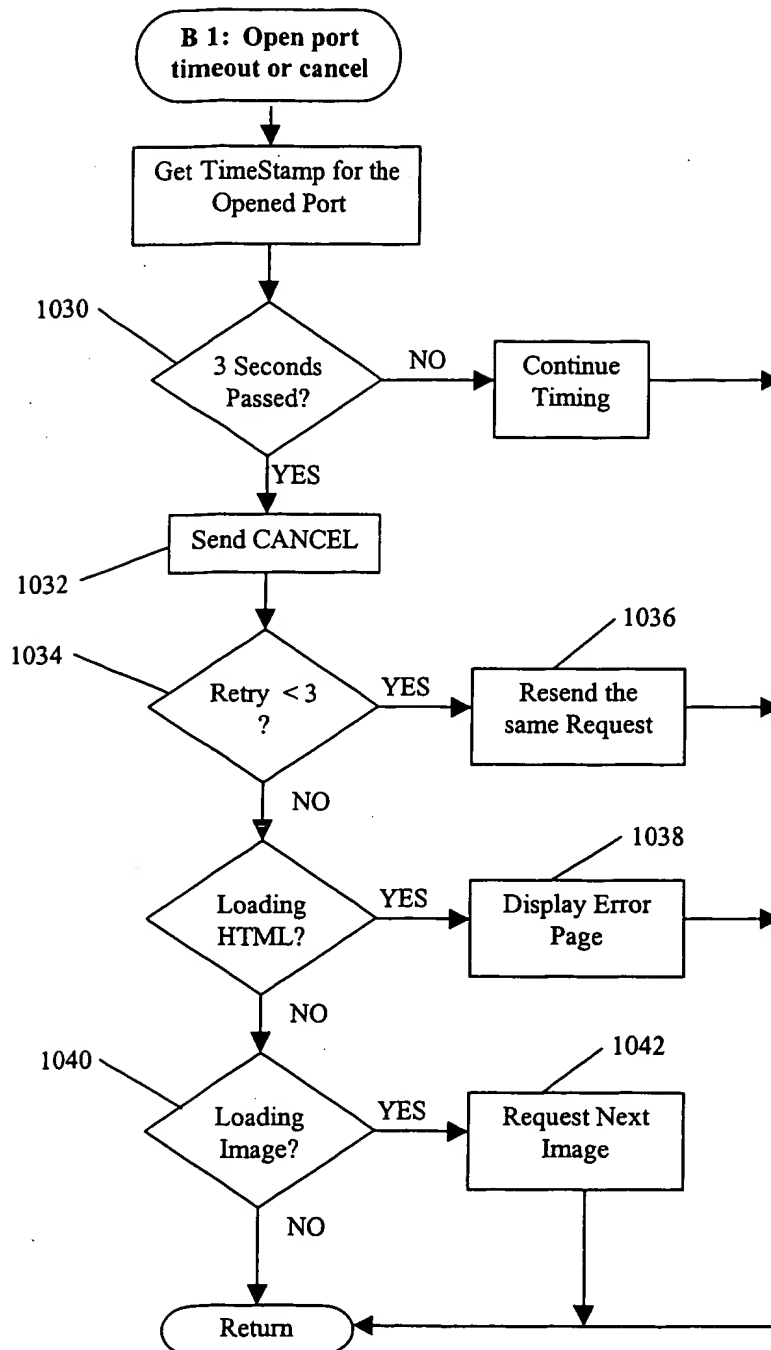 B 1: Open port
timeout or cancel
Get TimeStamp for the
Opened Port
1030
3 Seconds
Passed?
NO
Continue
Timing
YES
Send CANCEL
1032
1034
Retry < 3
?
YES
1036
Resend the
same Request
NO
1038
Loading
HTML?
YES
Display Error
Page
NO
1040
1042
Loading
Image?
YES
Request Next
Image
NO
Return